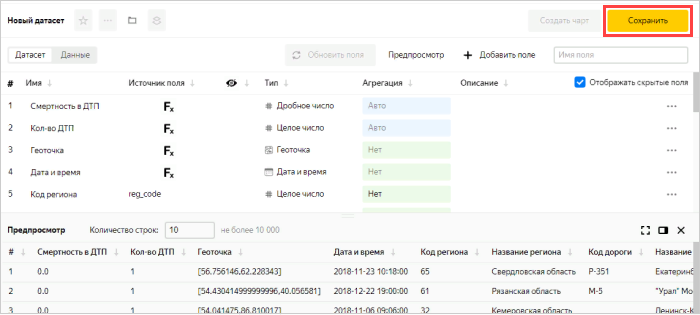 Новый датасет Создать чарт Сохранить
Датасет Данные Обновить поля Предпросмотр + Добавить поле Имя поля
# Имя Источник поля Тип Агрегация Описание Отображать скрытые поля
1 Смертность в ДТП Fx # Дробное число Авто
2 Кол-во ДТП Fx # Целое число Авто
3 Геоточка Fx Геоточка Нет
4 Дата и время Fx Дата и время Нет
5 Код региона reg_code # Целое число Нет
Предпросмотр Количество строк: 10 не более 10 000
# Смертность в ДТП Кол-во ДТП Геоточка Дата и время Код региона Название региона Код дороги Название
1 0.0 1 [56.756146,62.228343] 2018-11-23 10:18:00 65 Свердловская область Р-351 Екатеринб
2 0.0 1 [54.430414999999996,40.056581] 2018-12-22 19:00:00 61 Рязанская область М-5 "Урал" Мо
3 0.0 1 [54.041475,86.810017] 2018-11-06 09:06:00 32 Кемеровская область Ленинск-К